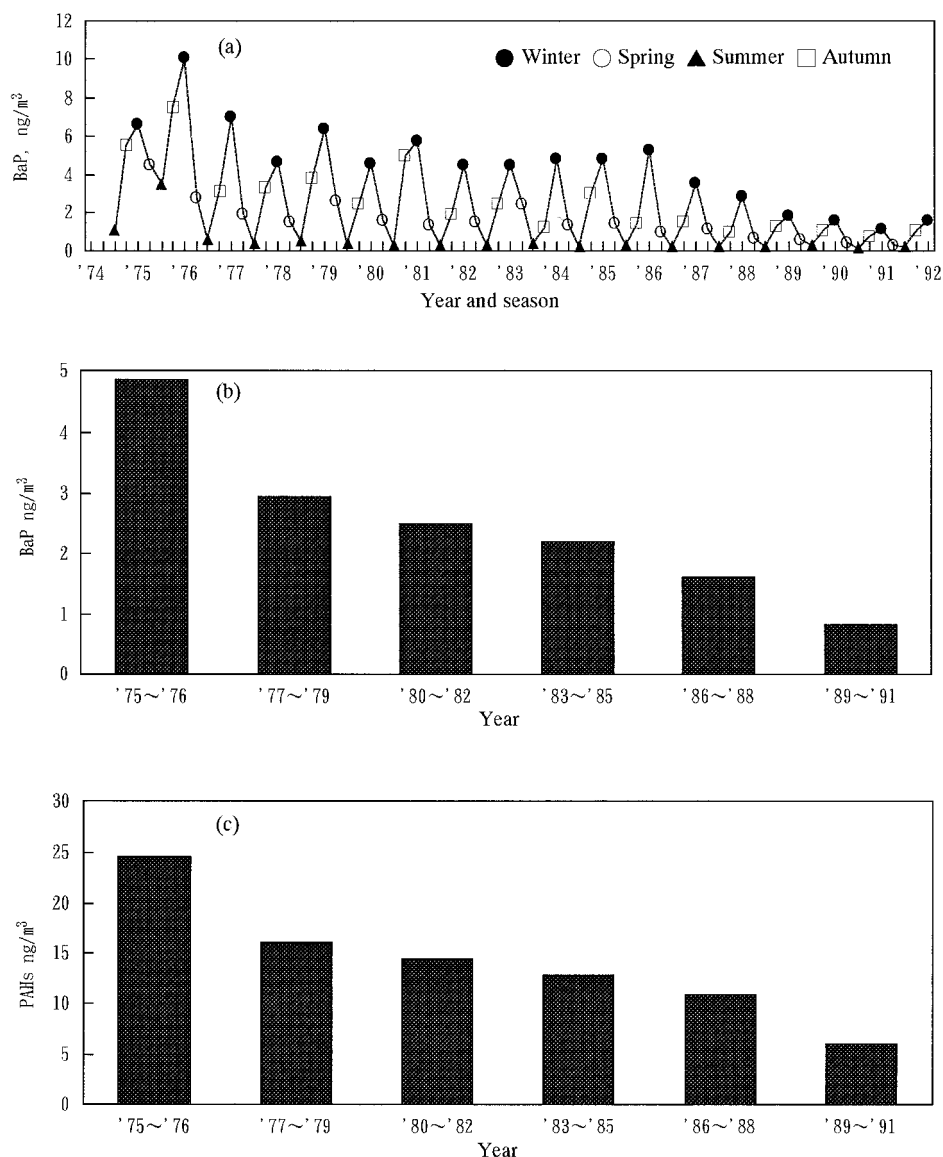 12
(a)
● Winter ○ Spring ▲ Summer □ Autumn
10
8
6
4
2
0
BaP, ng/m³
'74 '75 '76 '77 '78 '79 '80 '81 '82 '83 '84 '85 '86 '87 '88 '89 '90 '91 '92
Year and season
5
(b)
4
3
2
1
0
BaP ng/m³
'75～'76 '77～'79 '80～'82 '83～'85 '86～'88 '89～'91
Year
30
(c)
25
20
15
10
5
0
PAHs ng/m³
'75～'76 '77～'79 '80～'82 '83～'85 '86～'88 '89～'91
Year